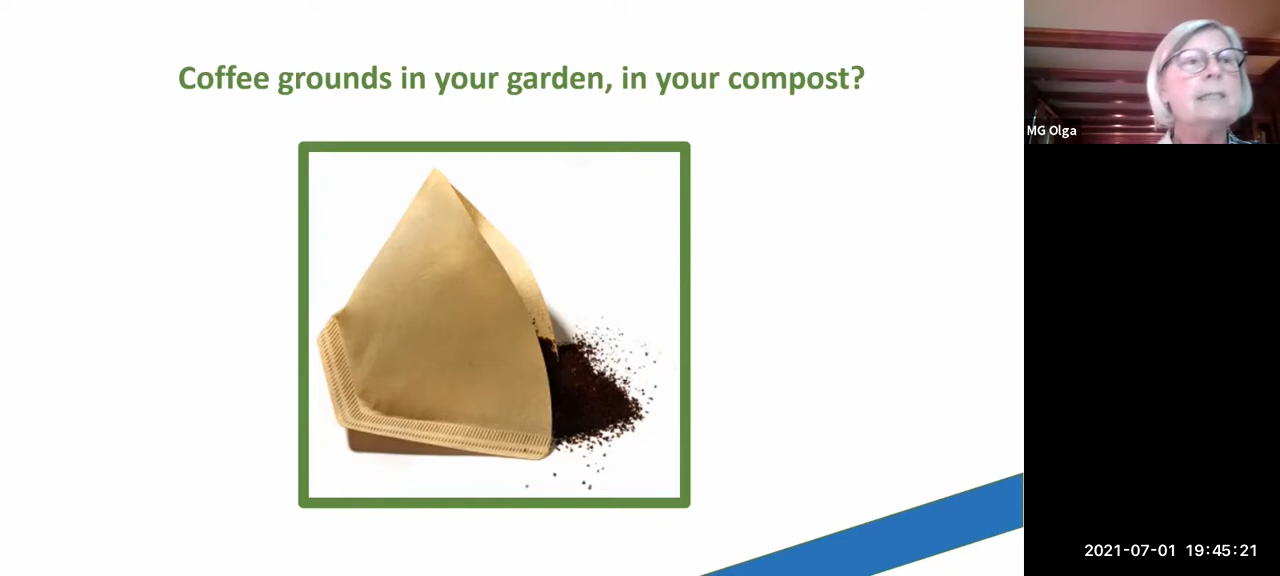 Coffee grounds in your garden, in your compost?
MG Olga
2021-07-01 19:45:21